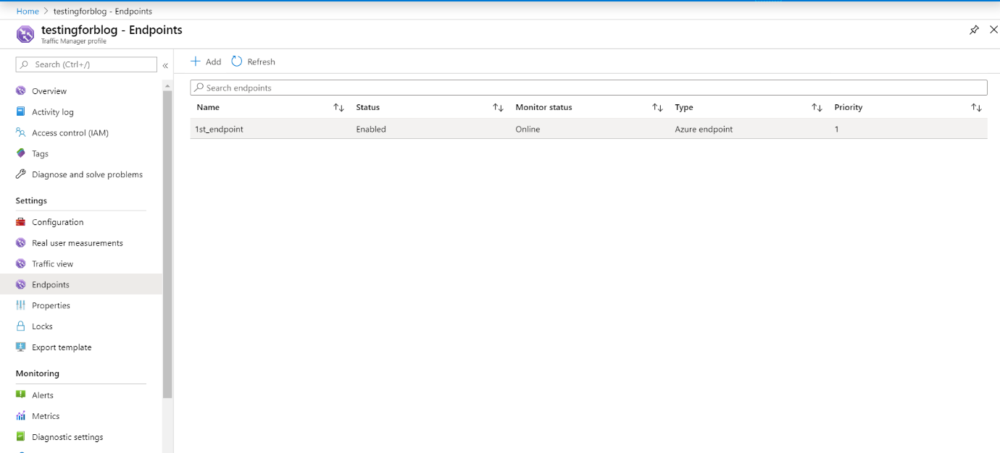 Home > testingforblog - Endpoints
testingforblog - Endpoints
Traffic Manager profile
Search (Ctrl+/)
«
Overview
Activity log
Access control (IAM)
Tags
Diagnose and solve problems
Settings
Configuration
Real user measurements
Traffic view
Endpoints
Properties
Locks
Export template
Monitoring
Alerts
Metrics
Diagnostic settings
+ Add Refresh
Search endpoints
Name ↑↓ Status ↑↓ Monitor status ↑↓ Type ↑↓ Priority ↑↓
1st_endpoint Enabled Online Azure endpoint 1